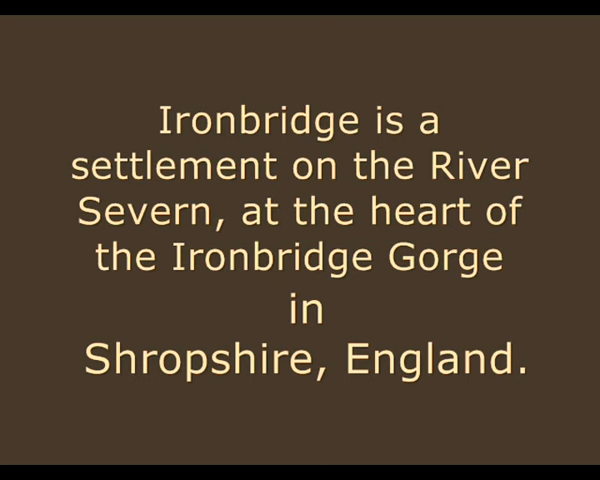 Ironbridge is a
settlement on the River
Severn, at the heart of
the Ironbridge Gorge
in
Shropshire, England.